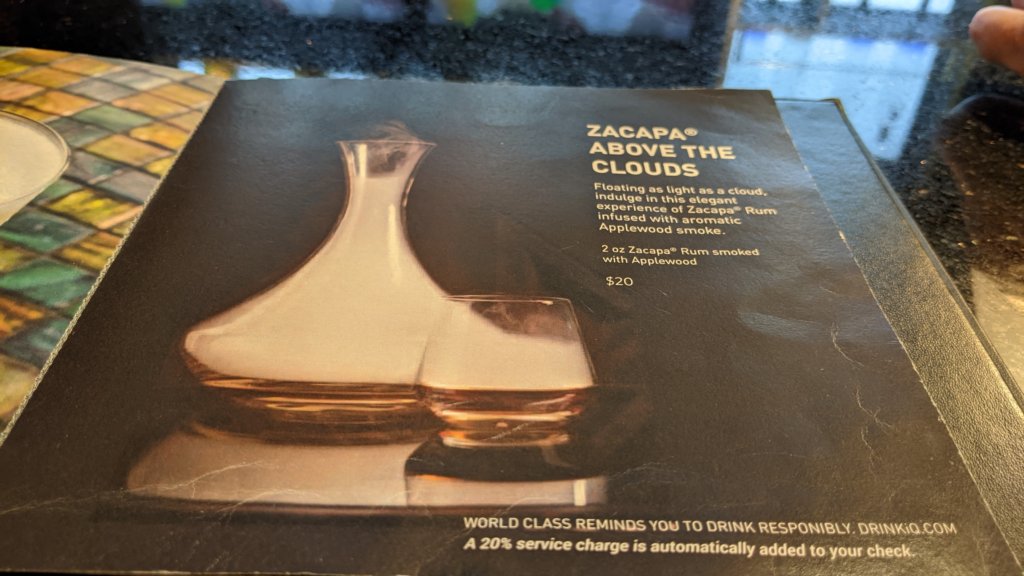 ZACAPA®
ABOVE THE
CLOUDS
Floating as light as a cloud,
indulge in this elegant
experience of Zacapa® Rum
infused with aromatic
Applewood smoke.
2 oz Zacapa® Rum smoked
with Applewood
$20
WORLD CLASS REMINDS YOU TO DRINK RESPONIBLY. DRINKiQ.COM
A 20% service charge is automatically added to your check.